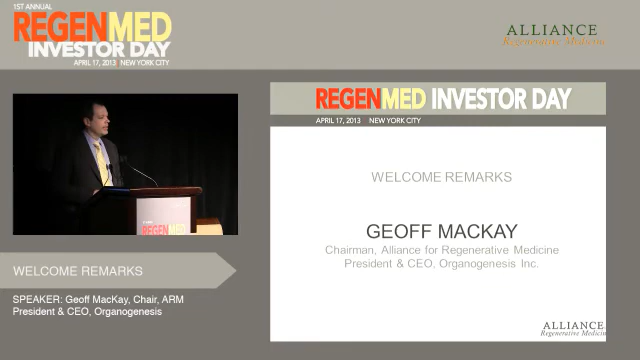 1ST ANNUAL
REGENMED
INVESTOR DAY
APRIL 17, 2013 NEW YORK CITY
ALLIANCE
Regenerative Medicine
REGENMED INVESTOR DAY
APRIL 17, 2013 NEW YORK CITY
WELCOME REMARKS
GEOFF MACKAY
Chairman, Alliance for Regenerative Medicine
President & CEO, Organogenesis Inc.
REGENMED
WELCOME REMARKS
SPEAKER: Geoff MacKay, Chair, ARM
President & CEO, Organogenesis
ALLIANCE
Regenerative Medicin